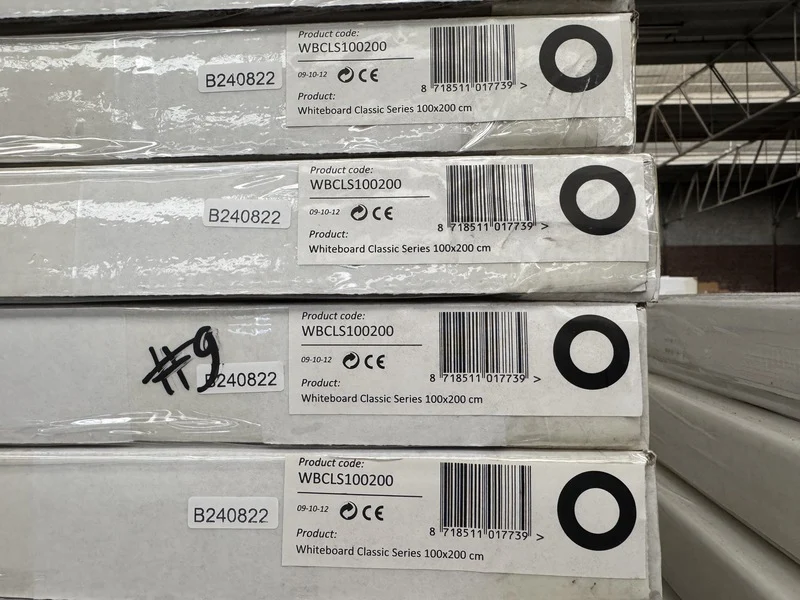 Product code:
WBCLS100200
B240822
09-10-12 CE
8 718511 017739 >
Product:
Whiteboard Classic Series 100x200 cm
Product code:
WBCLS100200
B240822
09-10-12 CE
8 718511 017739 >
Product:
Whiteboard Classic Series 100x200 cm
Product code:
WBCLS100200
#9
B240822
09-10-12 CE
8 718511 017739 >
Product:
Whiteboard Classic Series 100x200 cm
Product code:
WBCLS100200
B240822
09-10-12 CE
8 718511 017739 >
Product:
Whiteboard Classic Series 100x200 cm